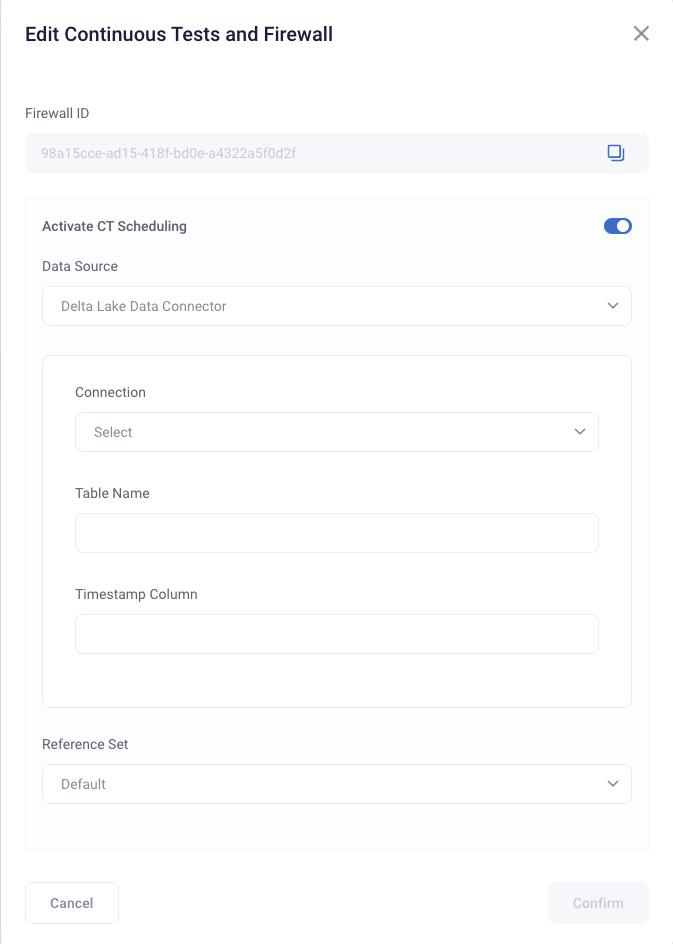 Edit Continuous Tests and Firewall
Firewall ID
98a15cce-ad15-418f-bd0e-a4322a5f0d2f
Activate CT Scheduling
Data Source
Delta Lake Data Connector
Connection
Select
Table Name
Timestamp Column
Reference Set
Default
Cancel
Confirm